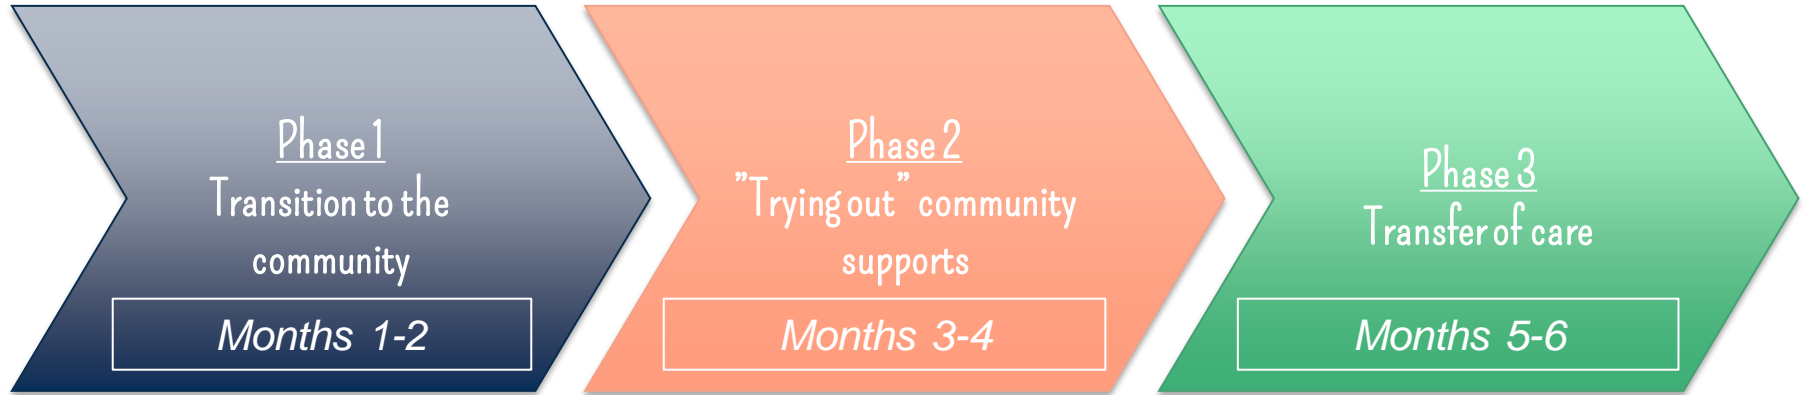 Phase 1
Transition to the
community
Months 1-2
Phase 2
”Trying out” community
supports
Months 3-4
Phase 3
Transfer of care
Months 5-6